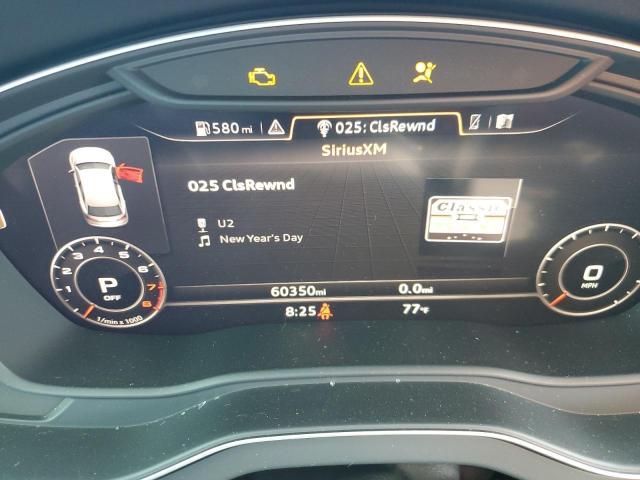 580 mi 025: ClsRewnd
SiriusXM
025 ClsRewnd
Classic
U2
New Year's Day
1 2 3 4 5 6 7 8
P
OFF
1/min x 1000
0
MPH
60350mi 0.0mi
8:25 77°F